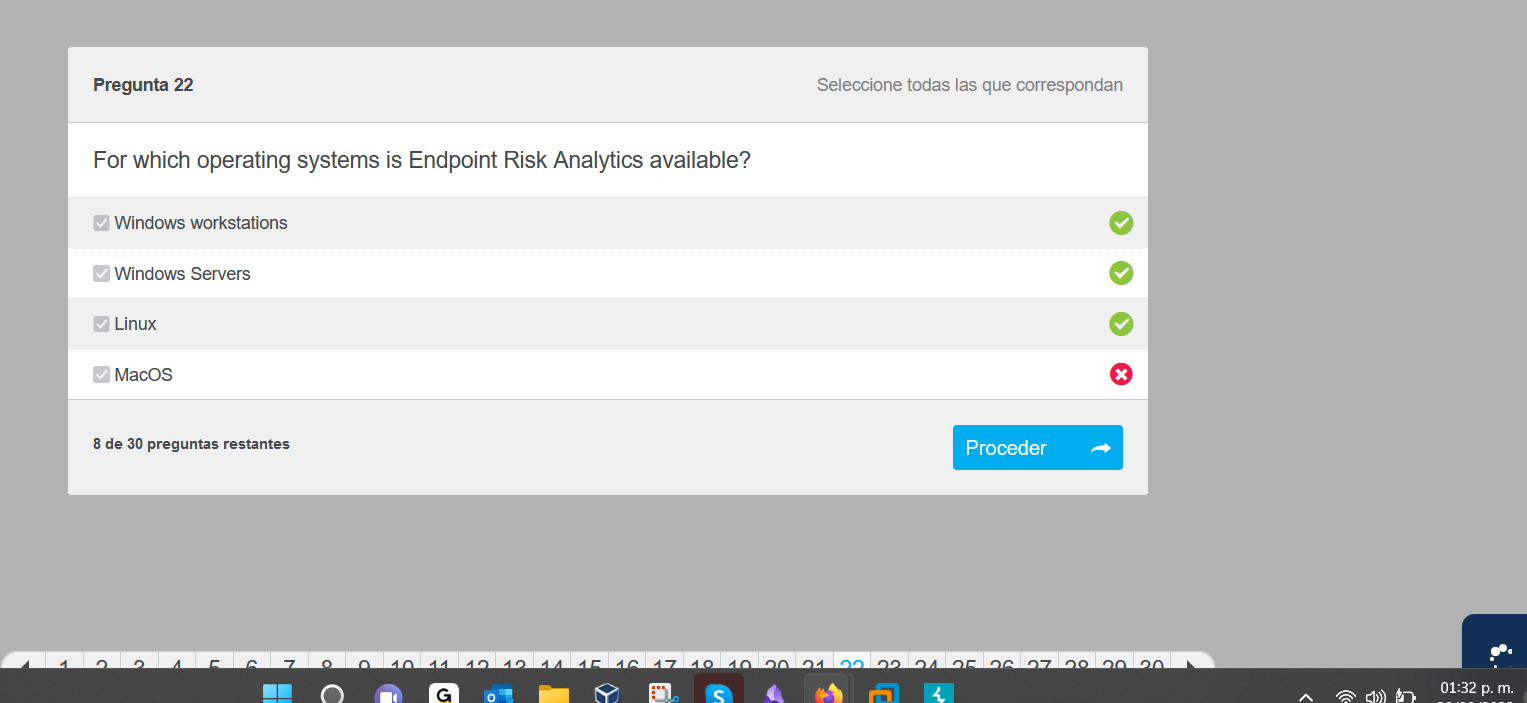 Pregunta 22
Seleccione todas las que correspondan
For which operating systems is Endpoint Risk Analytics available?
Windows workstations
Windows Servers
Linux
MacOS
8 de 30 preguntas restantes
Proceder
1 2 3 4 5 6 7 8 9 10 11 12 13 14 15 16 17 18 19 20 21 22 23 24 25 26 27 28 29 30
G
o
S
01:32 p. m.